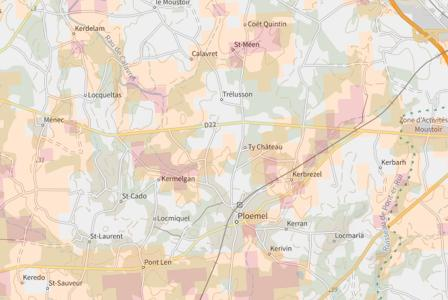 le Moustoir
Coët Quintin
Kerdelam
St-Méen
Calavret
Locqueltas
Trélusson
Ménec
D22
Zone d'Activités
Moustoir
Ty Château
Kerbarh
Kermelgan
Kerbrezel
St-Cado
Locmiquel
Ploemel
Kerran
St-Laurent
Locmaria
Kerivin
Pont Len
Keredo
St-Sauveur